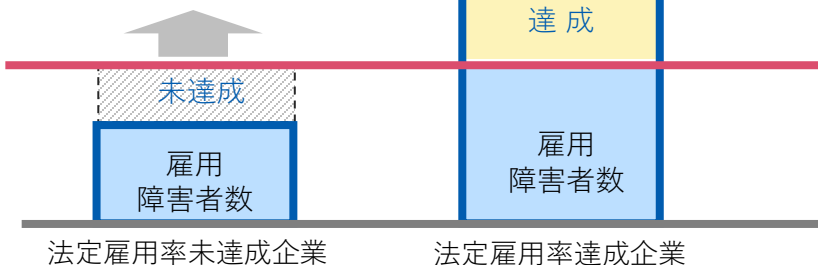 達 成
未達成
雇用
障害者数
雇用
障害者数
法定雇用率未達成企業
法定雇用率達成企業